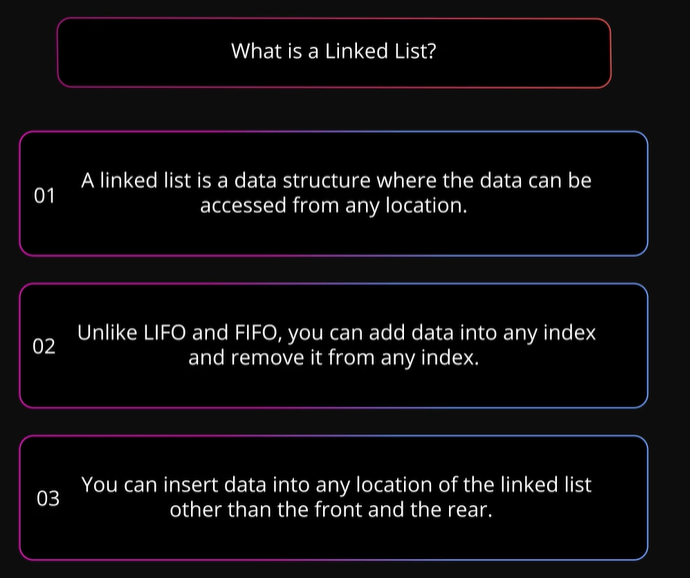 What is a Linked List?
01
A linked list is a data structure where the data can be
accessed from any location.
02
Unlike LIFO and FIFO, you can add data into any index
and remove it from any index.
03
You can insert data into any location of the linked list
other than the front and the rear.